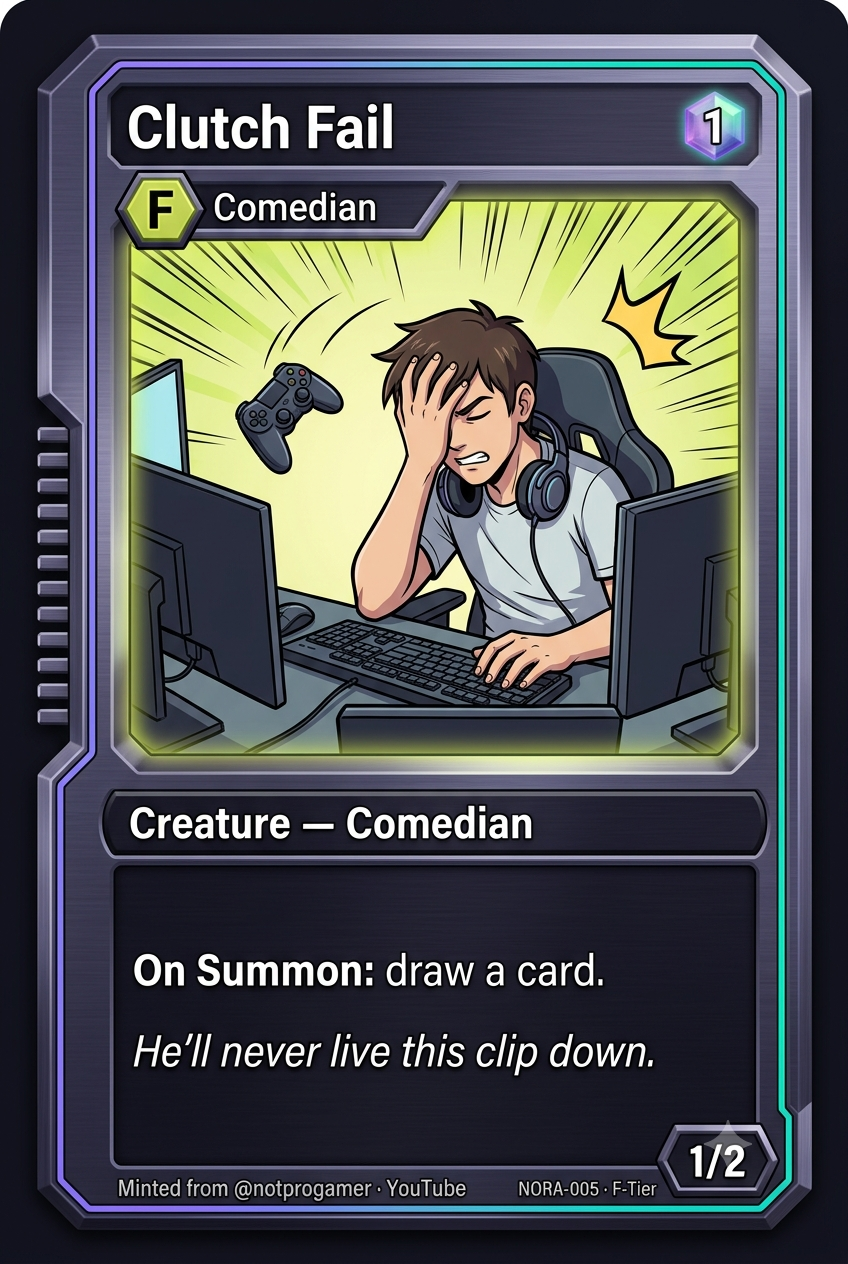 Clutch Fail
1
F
Comedian
Creature — Comedian
On Summon: draw a card.
He'll never live this clip down.
1/2
Minted from @notprogamer · YouTube
NORA-005 · F-Tier